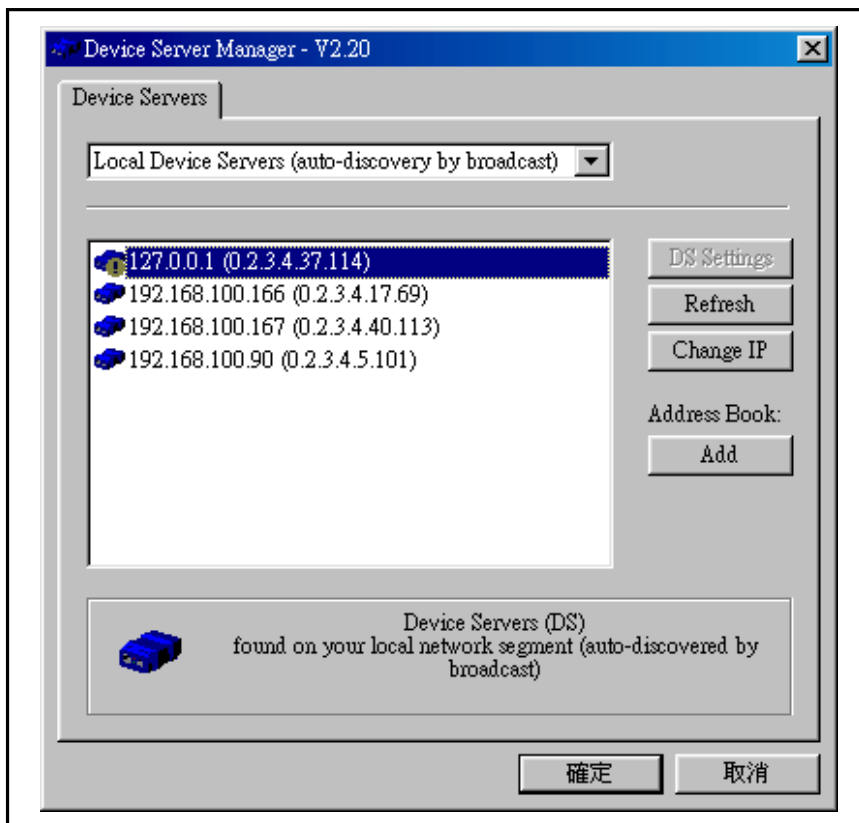 Device Server Manager - V2.20
Device Servers
Local Device Servers (auto-discovery by broadcast)
127.0.0.1 (0.2.3.4.37.114)
192.168.100.166 (0.2.3.4.17.69)
192.168.100.167 (0.2.3.4.40.113)
192.168.100.90 (0.2.3.4.5.101)
DS Settings
Refresh
Change IP
Address Book:
Add
Device Servers (DS)
found on your local network segment (auto-discovered by
broadcast)
確定
取消